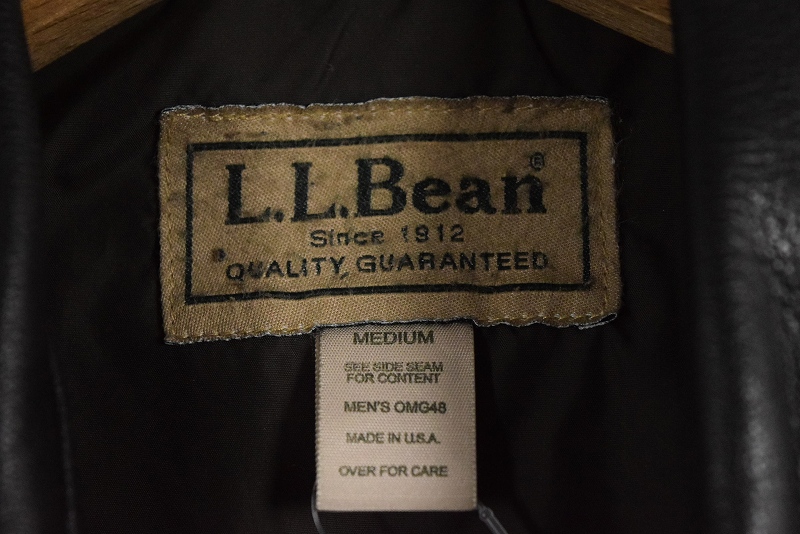 L.L.Bean®
Since 1912
QUALITY GUARANTEED
MEDIUM
SEE SIDE SEAM
FOR CONTENT
MEN'S OMG48
MADE IN U.S.A.
OVER FOR CARE